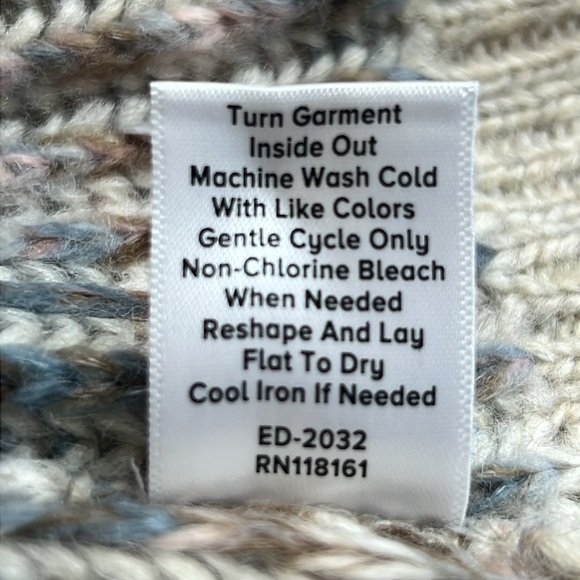 Turn Garment
Inside Out
Machine Wash Cold
With Like Colors
Gentle Cycle Only
Non-Chlorine Bleach
When Needed
Reshape And Lay
Flat To Dry
Cool Iron If Needed
ED-2032
RN118161